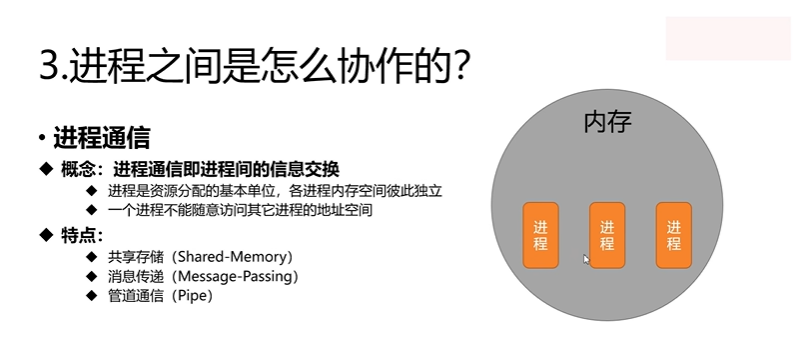 3.进程之间是怎么协作的？
• 进程通信
◆ 概念：进程通信即进程间的信息交换
◆ 进程是资源分配的基本单位，各进程内存空间彼此独立
◆ 一个进程不能随意访问其它进程的地址空间
◆ 特点：
◆ 共享存储（Shared-Memory）
◆ 消息传递（Message-Passing）
◆ 管道通信（Pipe）
内存
进程
进程
进程